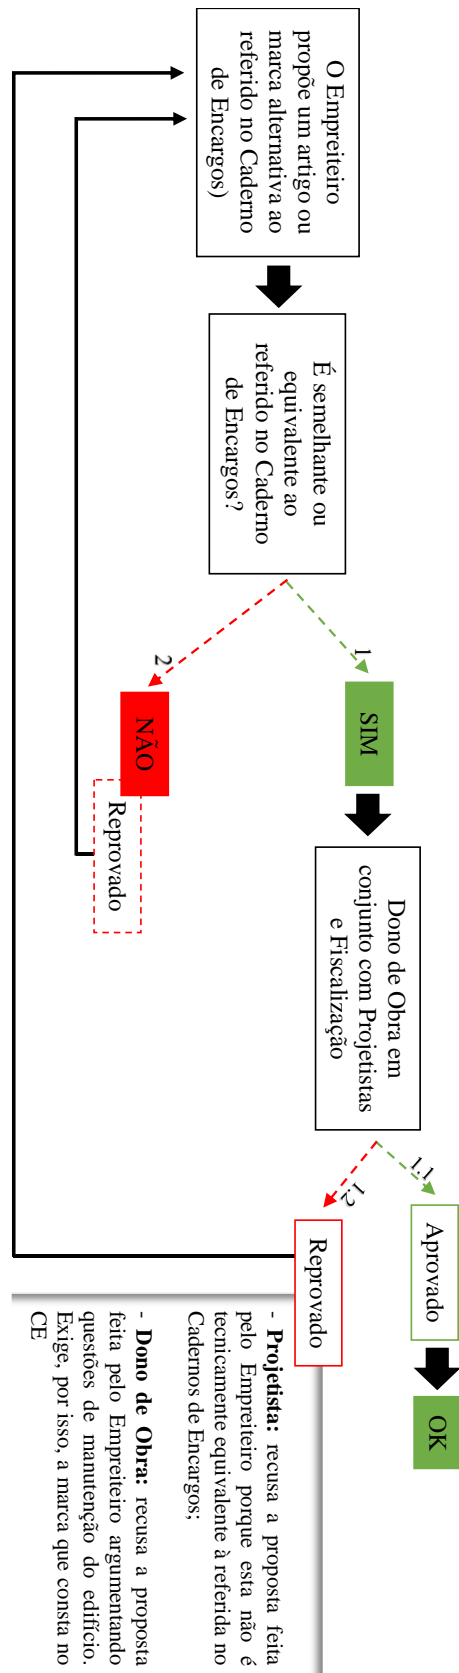 O Empreiteiro
propõe um artigo ou
marca alternativa ao
referido no Caderno
de Encargos)
É semelhante ou
equivalente ao
referido no Caderno
de Encargos?
1
SIM
2
NÃO
Reprovado
Dono de Obra em
conjunto com Projetistas
e Fiscalização
1.1
Aprovado
OK
1.2
Reprovado
- Projetista: recusa a proposta feita
pelo Empreiteiro porque esta não é
tecnicamente equivalente à referida no
Cadernos de Encargos;
- Dono de Obra: recusa a proposta
feita pelo Empreiteiro argumentando
questões de manutenção do edifício.
Exige, por isso, a marca que consta no
CE